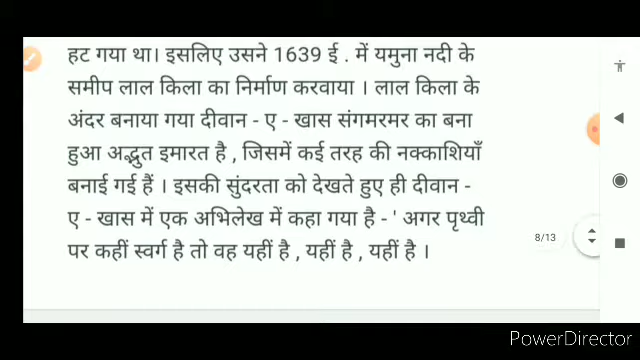 हट गया था। इसलिए उसने 1639 ई . में यमुना नदी के
समीप लाल किला का निर्माण करवाया । लाल किला के
अंदर बनाया गया दीवान - ए - खास संगमरमर का बना
हुआ अद्भुत इमारत है , जिसमें कई तरह की नक्काशियाँ
बनाई गई हैं । इसकी सुंदरता को देखते हुए ही दीवान -
ए - खास में एक अभिलेख में कहा गया है - ' अगर पृथ्वी
पर कहीं स्वर्ग है तो वह यहीं है , यहीं है , यहीं है ।
8/13
PowerDirector